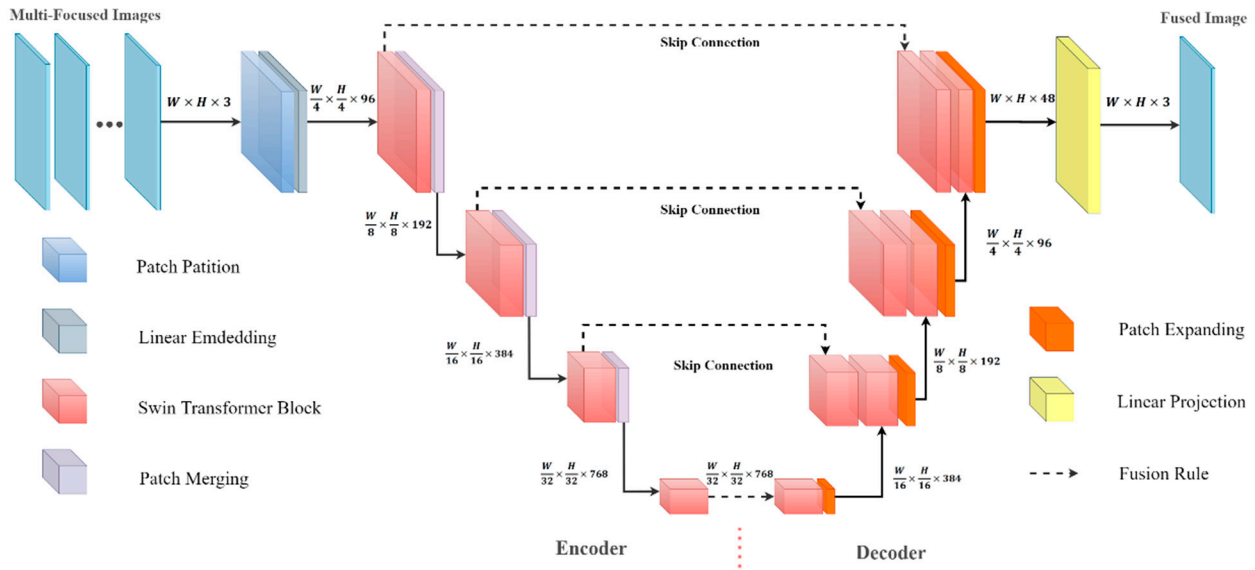 Multi-Focused Images
Fused Image
Skip Connection
W × H × 3
W/4 × H/4 × 96
W × H × 48
W × H × 3
Skip Connection
W/8 × H/8 × 192
W/4 × H/4 × 96
Patch Patition
Linear Emdedding
Swin Transformer Block
Patch Merging
W/16 × H/16 × 384
Skip Connection
W/8 × H/8 × 192
Patch Expanding
Linear Projection
Fusion Rule
W/32 × H/32 × 768
W/32 × H/32 × 768
W/16 × H/16 × 384
Encoder
Decoder